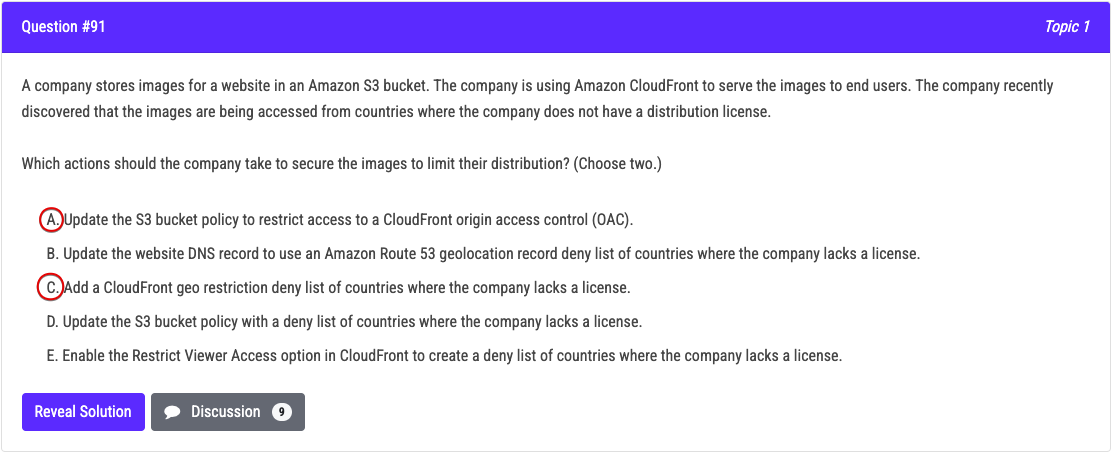 Question #91
Topic 1
A company stores images for a website in an Amazon S3 bucket. The company is using Amazon CloudFront to serve the images to end users. The company recently
discovered that the images are being accessed from countries where the company does not have a distribution license.
Which actions should the company take to secure the images to limit their distribution? (Choose two.)
A. Update the S3 bucket policy to restrict access to a CloudFront origin access control (OAC).
B. Update the website DNS record to use an Amazon Route 53 geolocation record deny list of countries where the company lacks a license.
C. Add a CloudFront geo restriction deny list of countries where the company lacks a license.
D. Update the S3 bucket policy with a deny list of countries where the company lacks a license.
E. Enable the Restrict Viewer Access option in CloudFront to create a deny list of countries where the company lacks a license.
Reveal Solution
Discussion 9